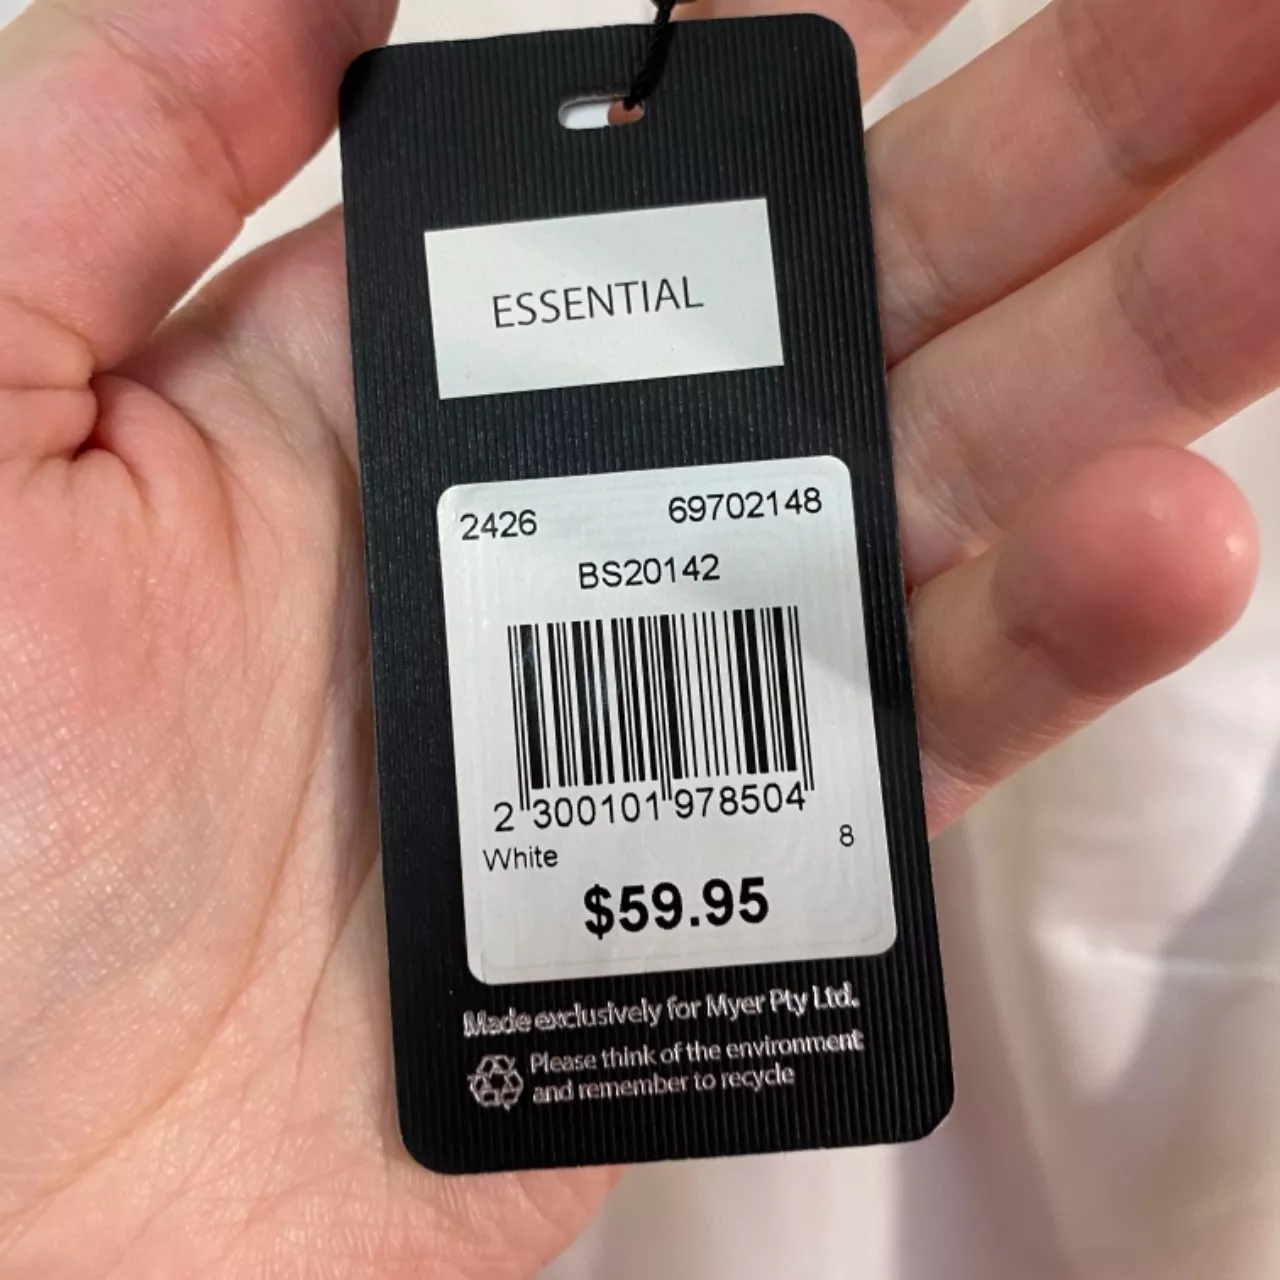 ESSENTIAL
2426 69702148
BS20142
2 300101 978504
White 8
$59.95
Made exclusively for Myer Pty Ltd.
Please think of the environment
and remember to recycle